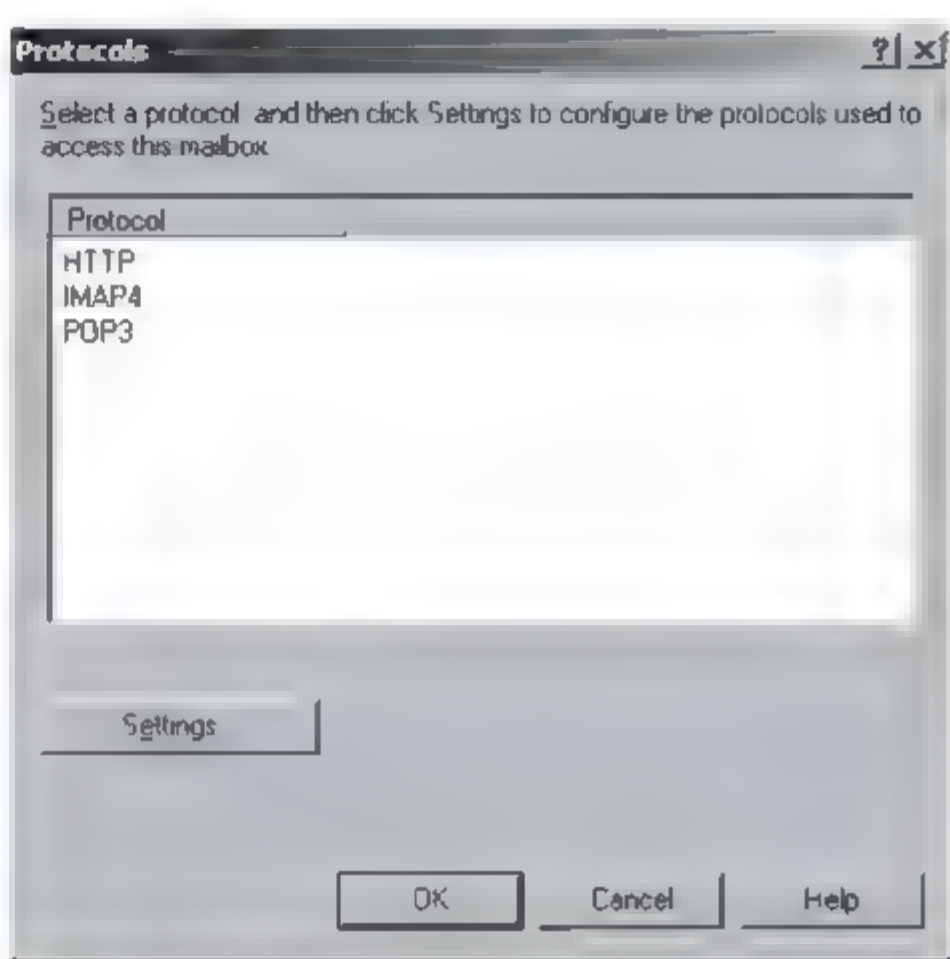 Protocols
Select a protocol and then click Settings to configure the protocols used to
access this mailbox
Protocol
HTTP
IMAP4
POP3
Settings
OK
Cancel
Help